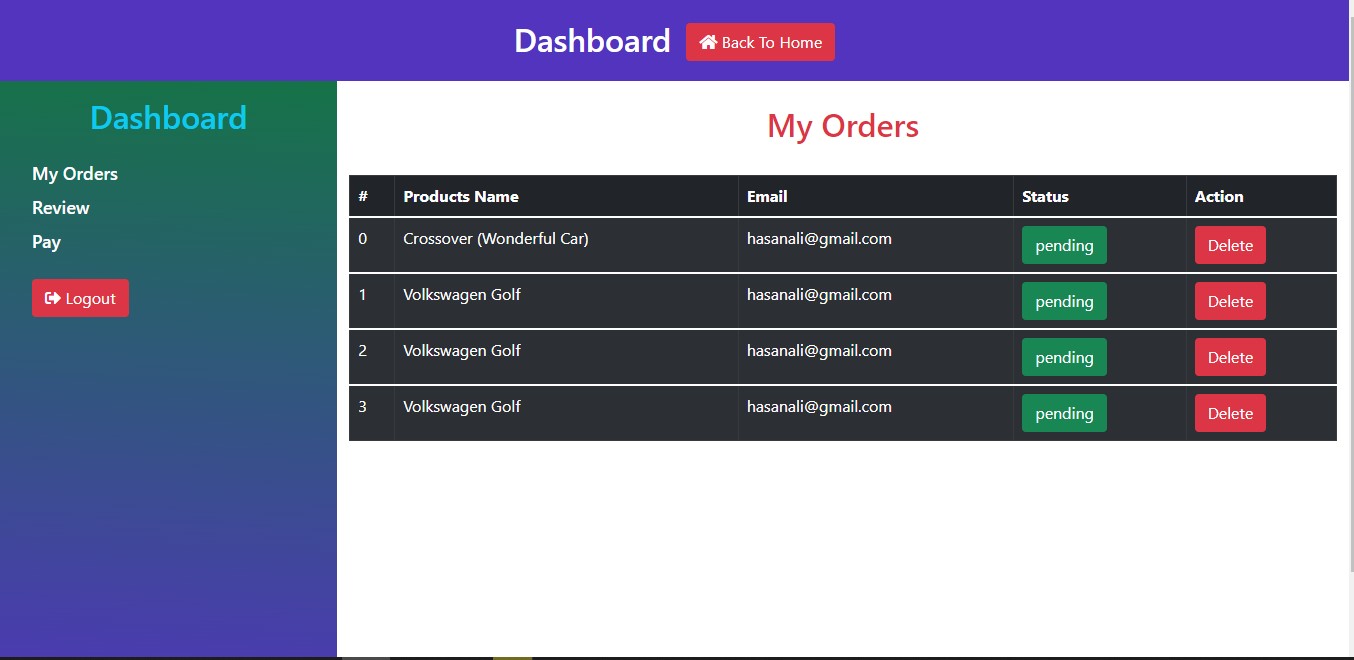 Dashboard Back To Home
Dashboard
My Orders
Review
Pay
Logout
My Orders
# Products Name Email Status Action
0 Crossover (Wonderful Car) hasanali@gmail.com pending Delete
1 Volkswagen Golf hasanali@gmail.com pending Delete
2 Volkswagen Golf hasanali@gmail.com pending Delete
3 Volkswagen Golf hasanali@gmail.com pending Delete